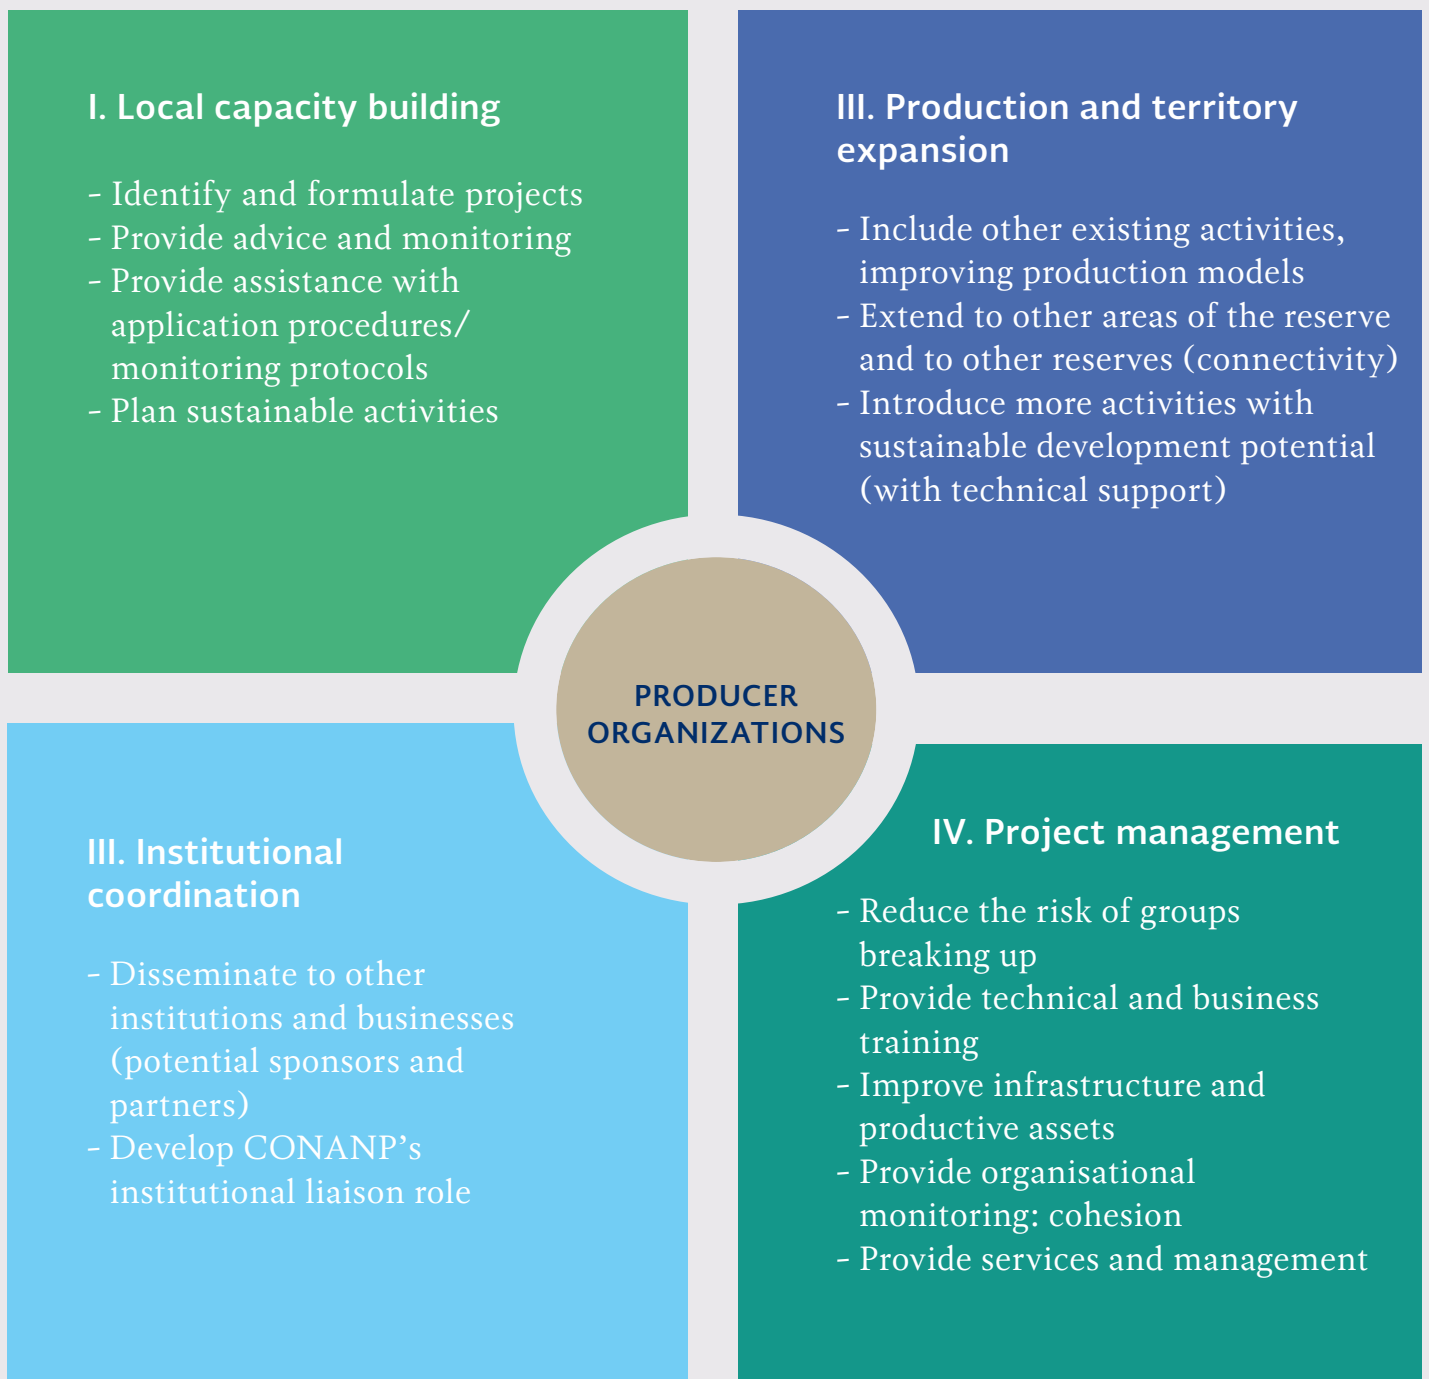 I. Local capacity building
- Identify and formulate projects
- Provide advice and monitoring
- Provide assistance with
application procedures/
monitoring protocols
- Plan sustainable activities
III. Production and territory
expansion
- Include other existing activities,
improving production models
- Extend to other areas of the reserve
and to other reserves (connectivity)
- Introduce more activities with
sustainable development potential
(with technical support)
PRODUCER
ORGANIZATIONS
III. Institutional
coordination
- Disseminate to other
institutions and businesses
(potential sponsors and
partners)
- Develop CONANP’s
institutional liaison role
IV. Project management
- Reduce the risk of groups
breaking up
- Provide technical and business
training
- Improve infrastructure and
productive assets
- Provide organisational
monitoring: cohesion
- Provide services and management